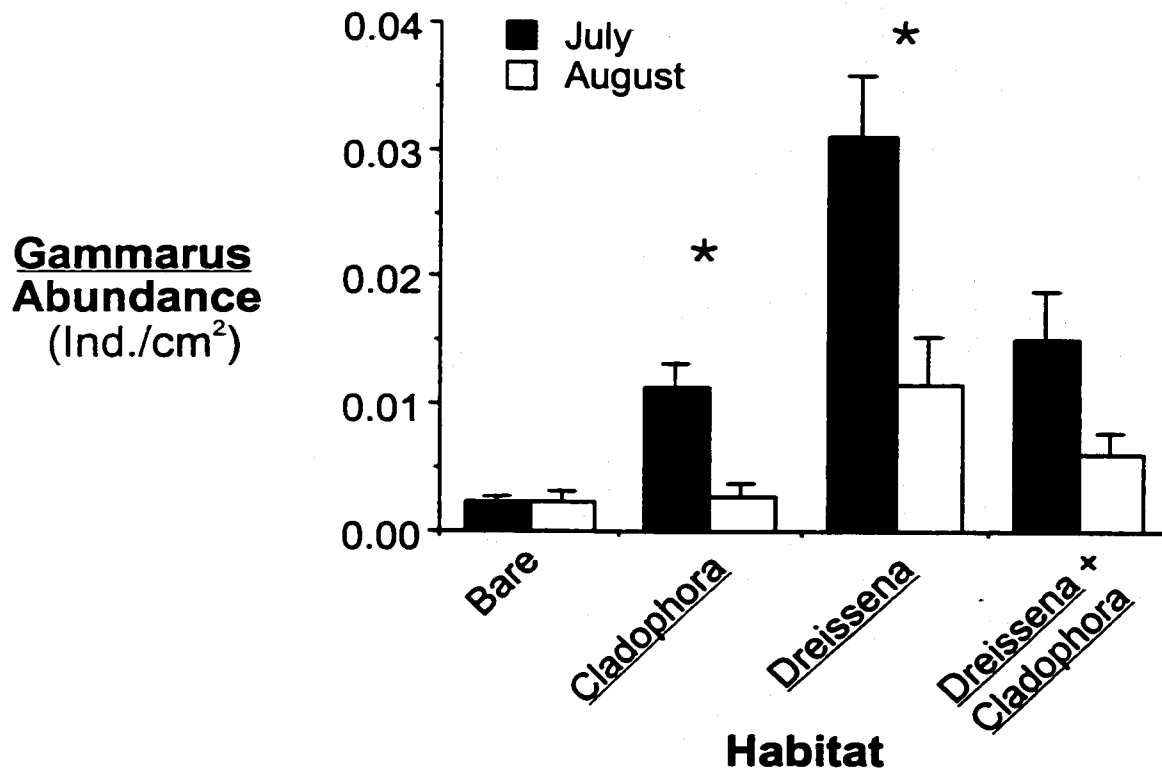 0.04
0.03
0.02
0.01
0.00
July
August
*
*
Gammarus
Abundance
(Ind./cm²)
Bare
Cladophora
Dreissena
Dreissena +
Cladophora
Habitat